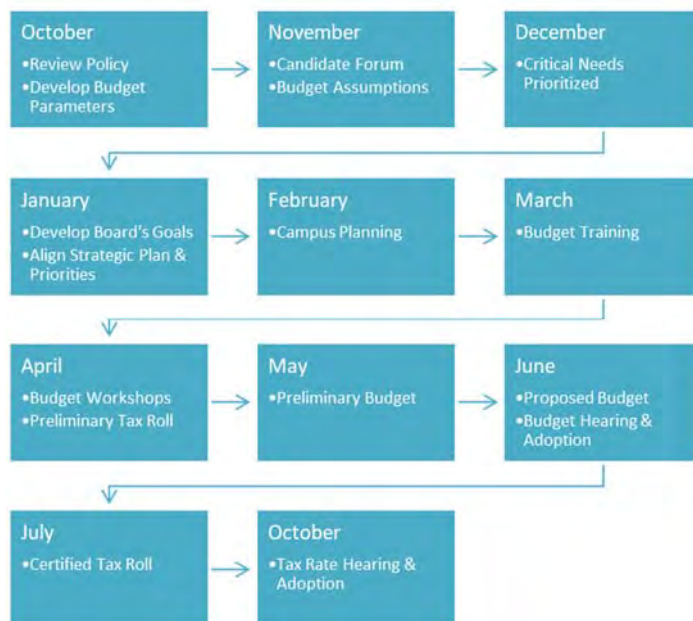 October
•Review Policy
•Develop Budget
Parameters
November
•Candidate Forum
•Budget Assumptions
December
•Critical Needs
Prioritized
January
•Develop Board's Goals
•Align Strategic Plan &
Priorities
February
•Campus Planning
March
•Budget Training
April
•Budget Workshops
•Preliminary Tax Roll
May
•Preliminary Budget
June
•Proposed Budget
•Budget Hearing &
Adoption
July
•Certified Tax Roll
October
•Tax Rate Hearing &
Adoption